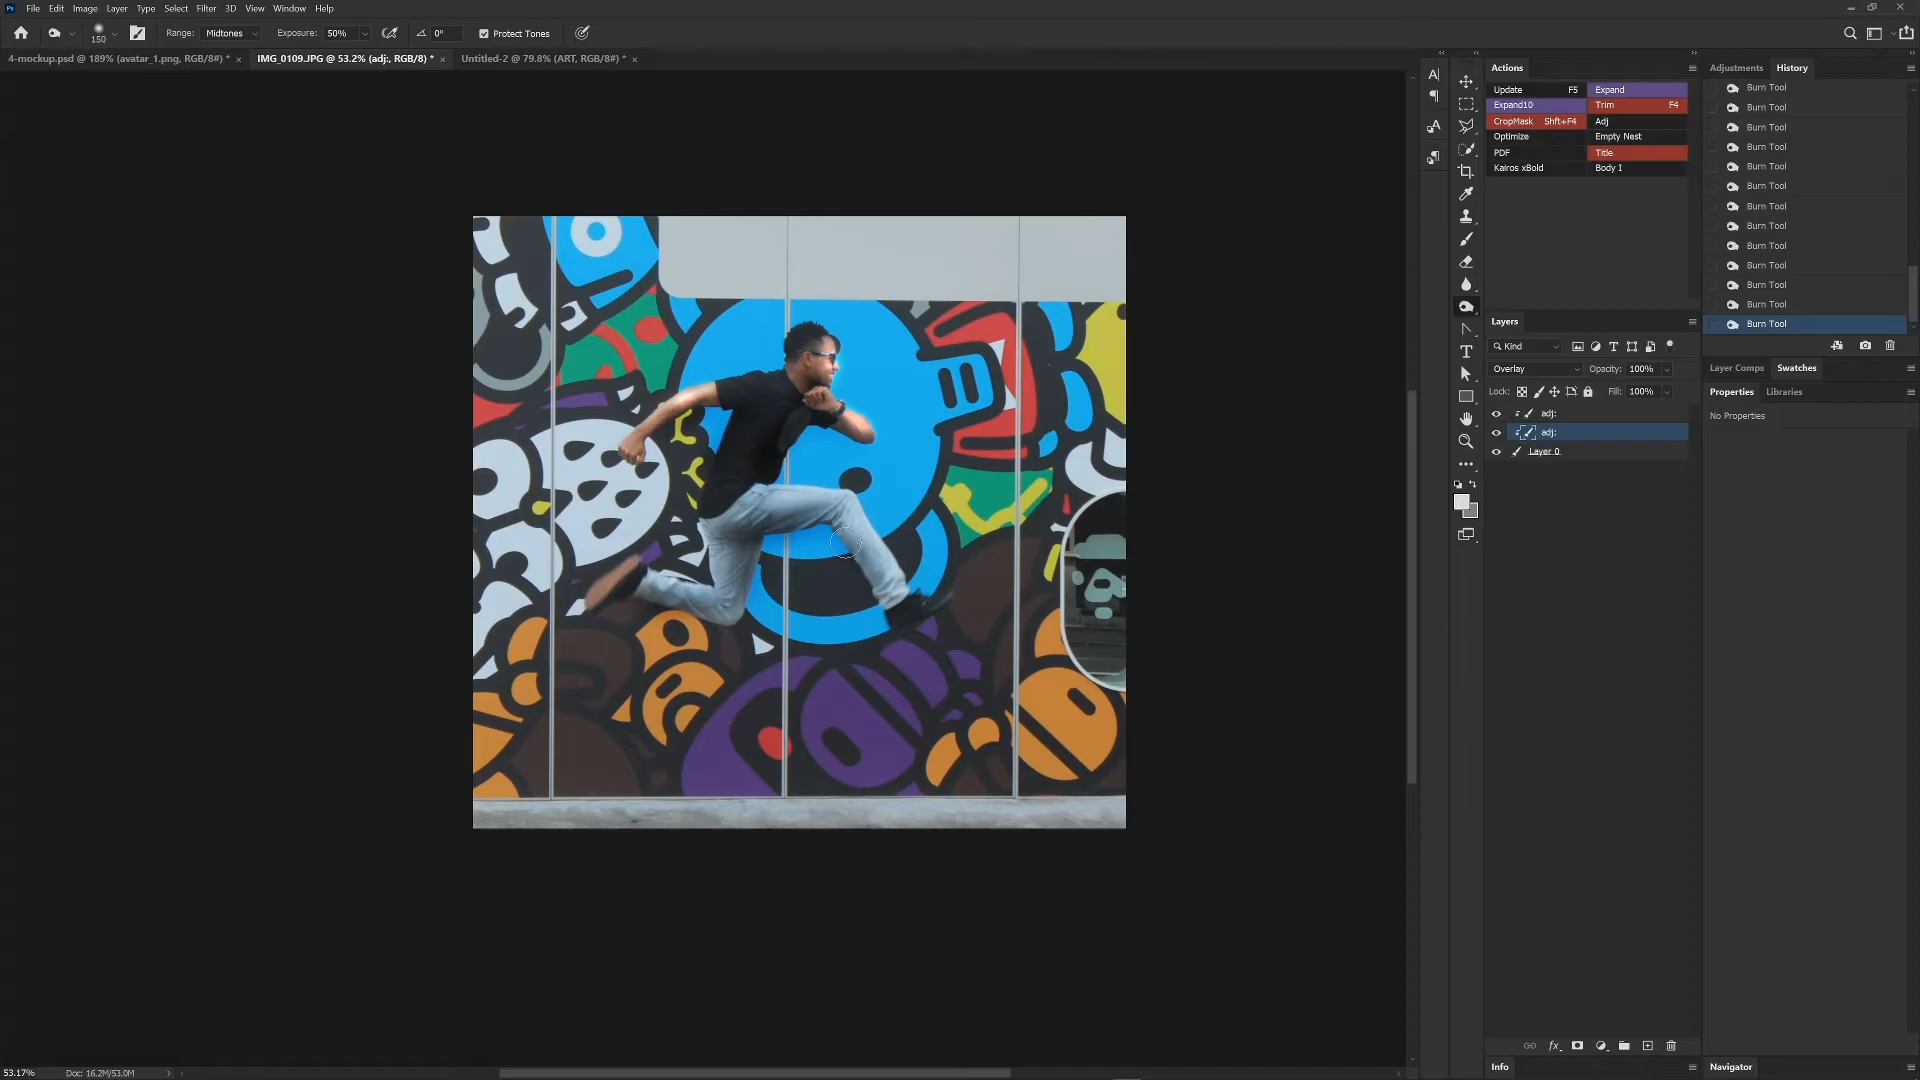 Ps File Edit Image Layer Type Select Filter 3D View Window Help
150 Range: Midtones Exposure: 50% 0° Protect Tones
4-mockup.psd @ 189% (avatar_1.png, RGB/8#) * × IMG_0109.JPG @ 53.2% (adj:, RGB/8) * × Untitled-2 @ 79.8% (ART, RGB/8#) * ×
Actions
Update F5 Expand
Expand10 Trim F4
CropMask Shft+F4 Adj
Optimize Empty Nest
PDF Title
Kairos xBold Body I
Adjustments History
Burn Tool
Burn Tool
Burn Tool
Burn Tool
Burn Tool
Burn Tool
Burn Tool
Burn Tool
Burn Tool
Burn Tool
Burn Tool
Burn Tool
Burn Tool
Layers
Kind
Overlay Opacity: 100%
Lock: Fill: 100%
adj:
adj:
Layer 0
Layer Comps Swatches
Properties Libraries
No Properties
Info
Navigator
53.17% Doc: 16.2M/53.0M